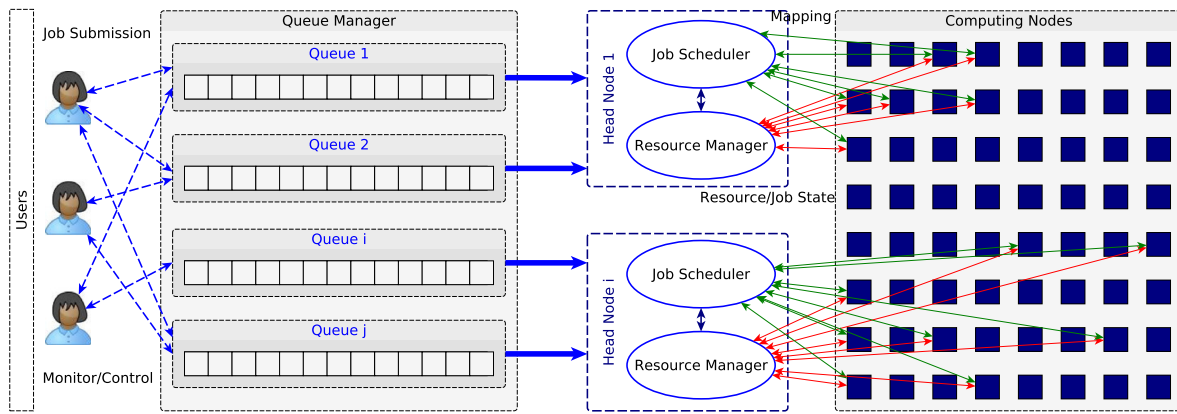 Users
Job Submission
Monitor/Control
Queue Manager
Queue 1
Queue 2
Queue i
Queue j
Head Node 1
Job Scheduler
Resource Manager
Head Node i
Job Scheduler
Resource Manager
Mapping
Resource/Job State
Computing Nodes